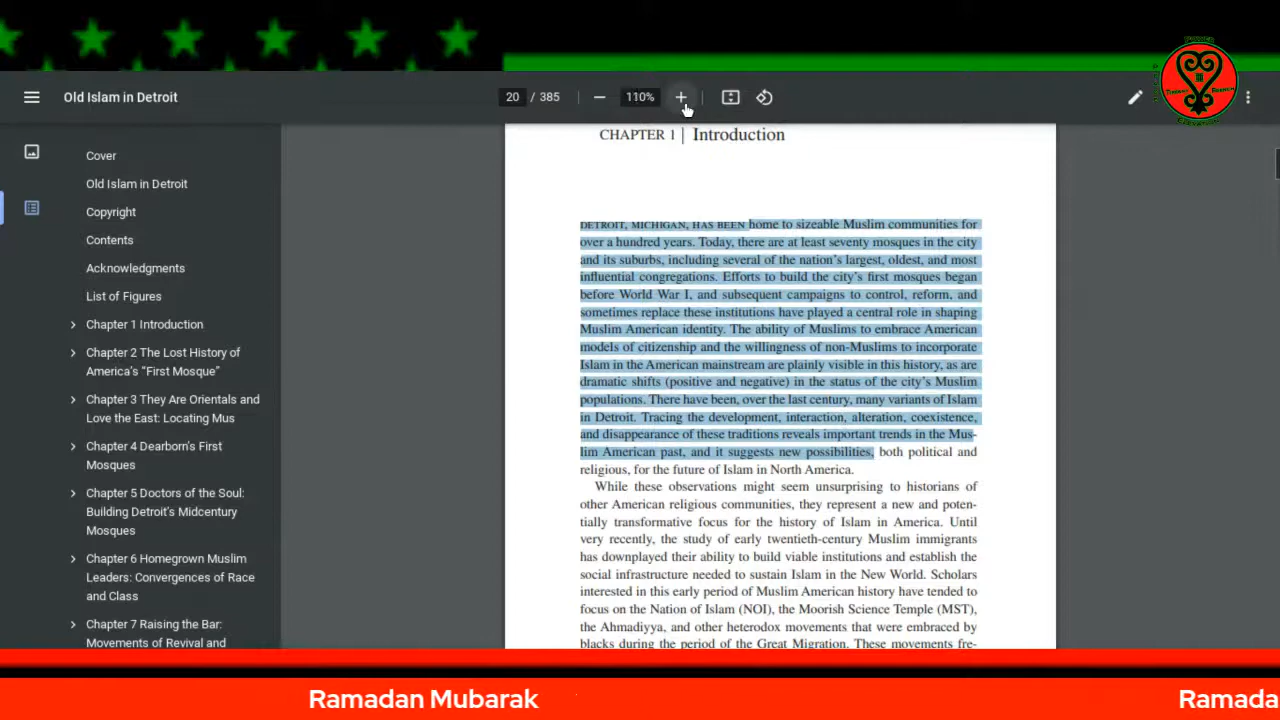 Old Islam in Detroit
20 / 385
110%
Cover
Old Islam in Detroit
Copyright
Contents
Acknowledgments
List of Figures
Chapter 1 Introduction
Chapter 2 The Lost History of
America's “First Mosque”
Chapter 3 They Are Orientals and
Love the East: Locating Mus
Chapter 4 Dearborn's First
Mosques
Chapter 5 Doctors of the Soul:
Building Detroit's Midcentury
Mosques
Chapter 6 Homegrown Muslim
Leaders: Convergences of Race
and Class
Chapter 7 Raising the Bar:
Movements of Revival and
CHAPTER 1 | Introduction
DETROIT, MICHIGAN, HAS BEEN home to sizeable Muslim communities for
over a hundred years. Today, there are at least seventy mosques in the city
and its suburbs, including several of the nation's largest, oldest, and most
influential congregations. Efforts to build the city's first mosques began
before World War I, and subsequent campaigns to control, reform, and
sometimes replace these institutions have played a central role in shaping
Muslim American identity. The ability of Muslims to embrace American
models of citizenship and the willingness of non-Muslims to incorporate
Islam in the American mainstream are plainly visible in this history, as are
dramatic shifts (positive and negative) in the status of the city's Muslim
populations. There have been, over the last century, many variants of Islam
in Detroit. Tracing the development, interaction, alteration, coexistence,
and disappearance of these traditions reveals important trends in the Mus-
lim American past, and it suggests new possibilities, both political and
religious, for the future of Islam in North America.
While these observations might seem unsurprising to historians of
other American religious communities, they represent a new and poten-
tially transformative focus for the history of Islam in America. Until
very recently, the study of early twentieth-century Muslim immigrants
has downplayed their ability to build viable institutions and establish the
social infrastructure needed to sustain Islam in the New World. Scholars
interested in this early period of Muslim American history have tended to
focus on the Nation of Islam (NOI), the Moorish Science Temple (MST),
the Ahmadiyya, and other heterodox movements that were embraced by
blacks during the period of the Great Migration. These movements fre-
Ramadan Mubarak
Ramada